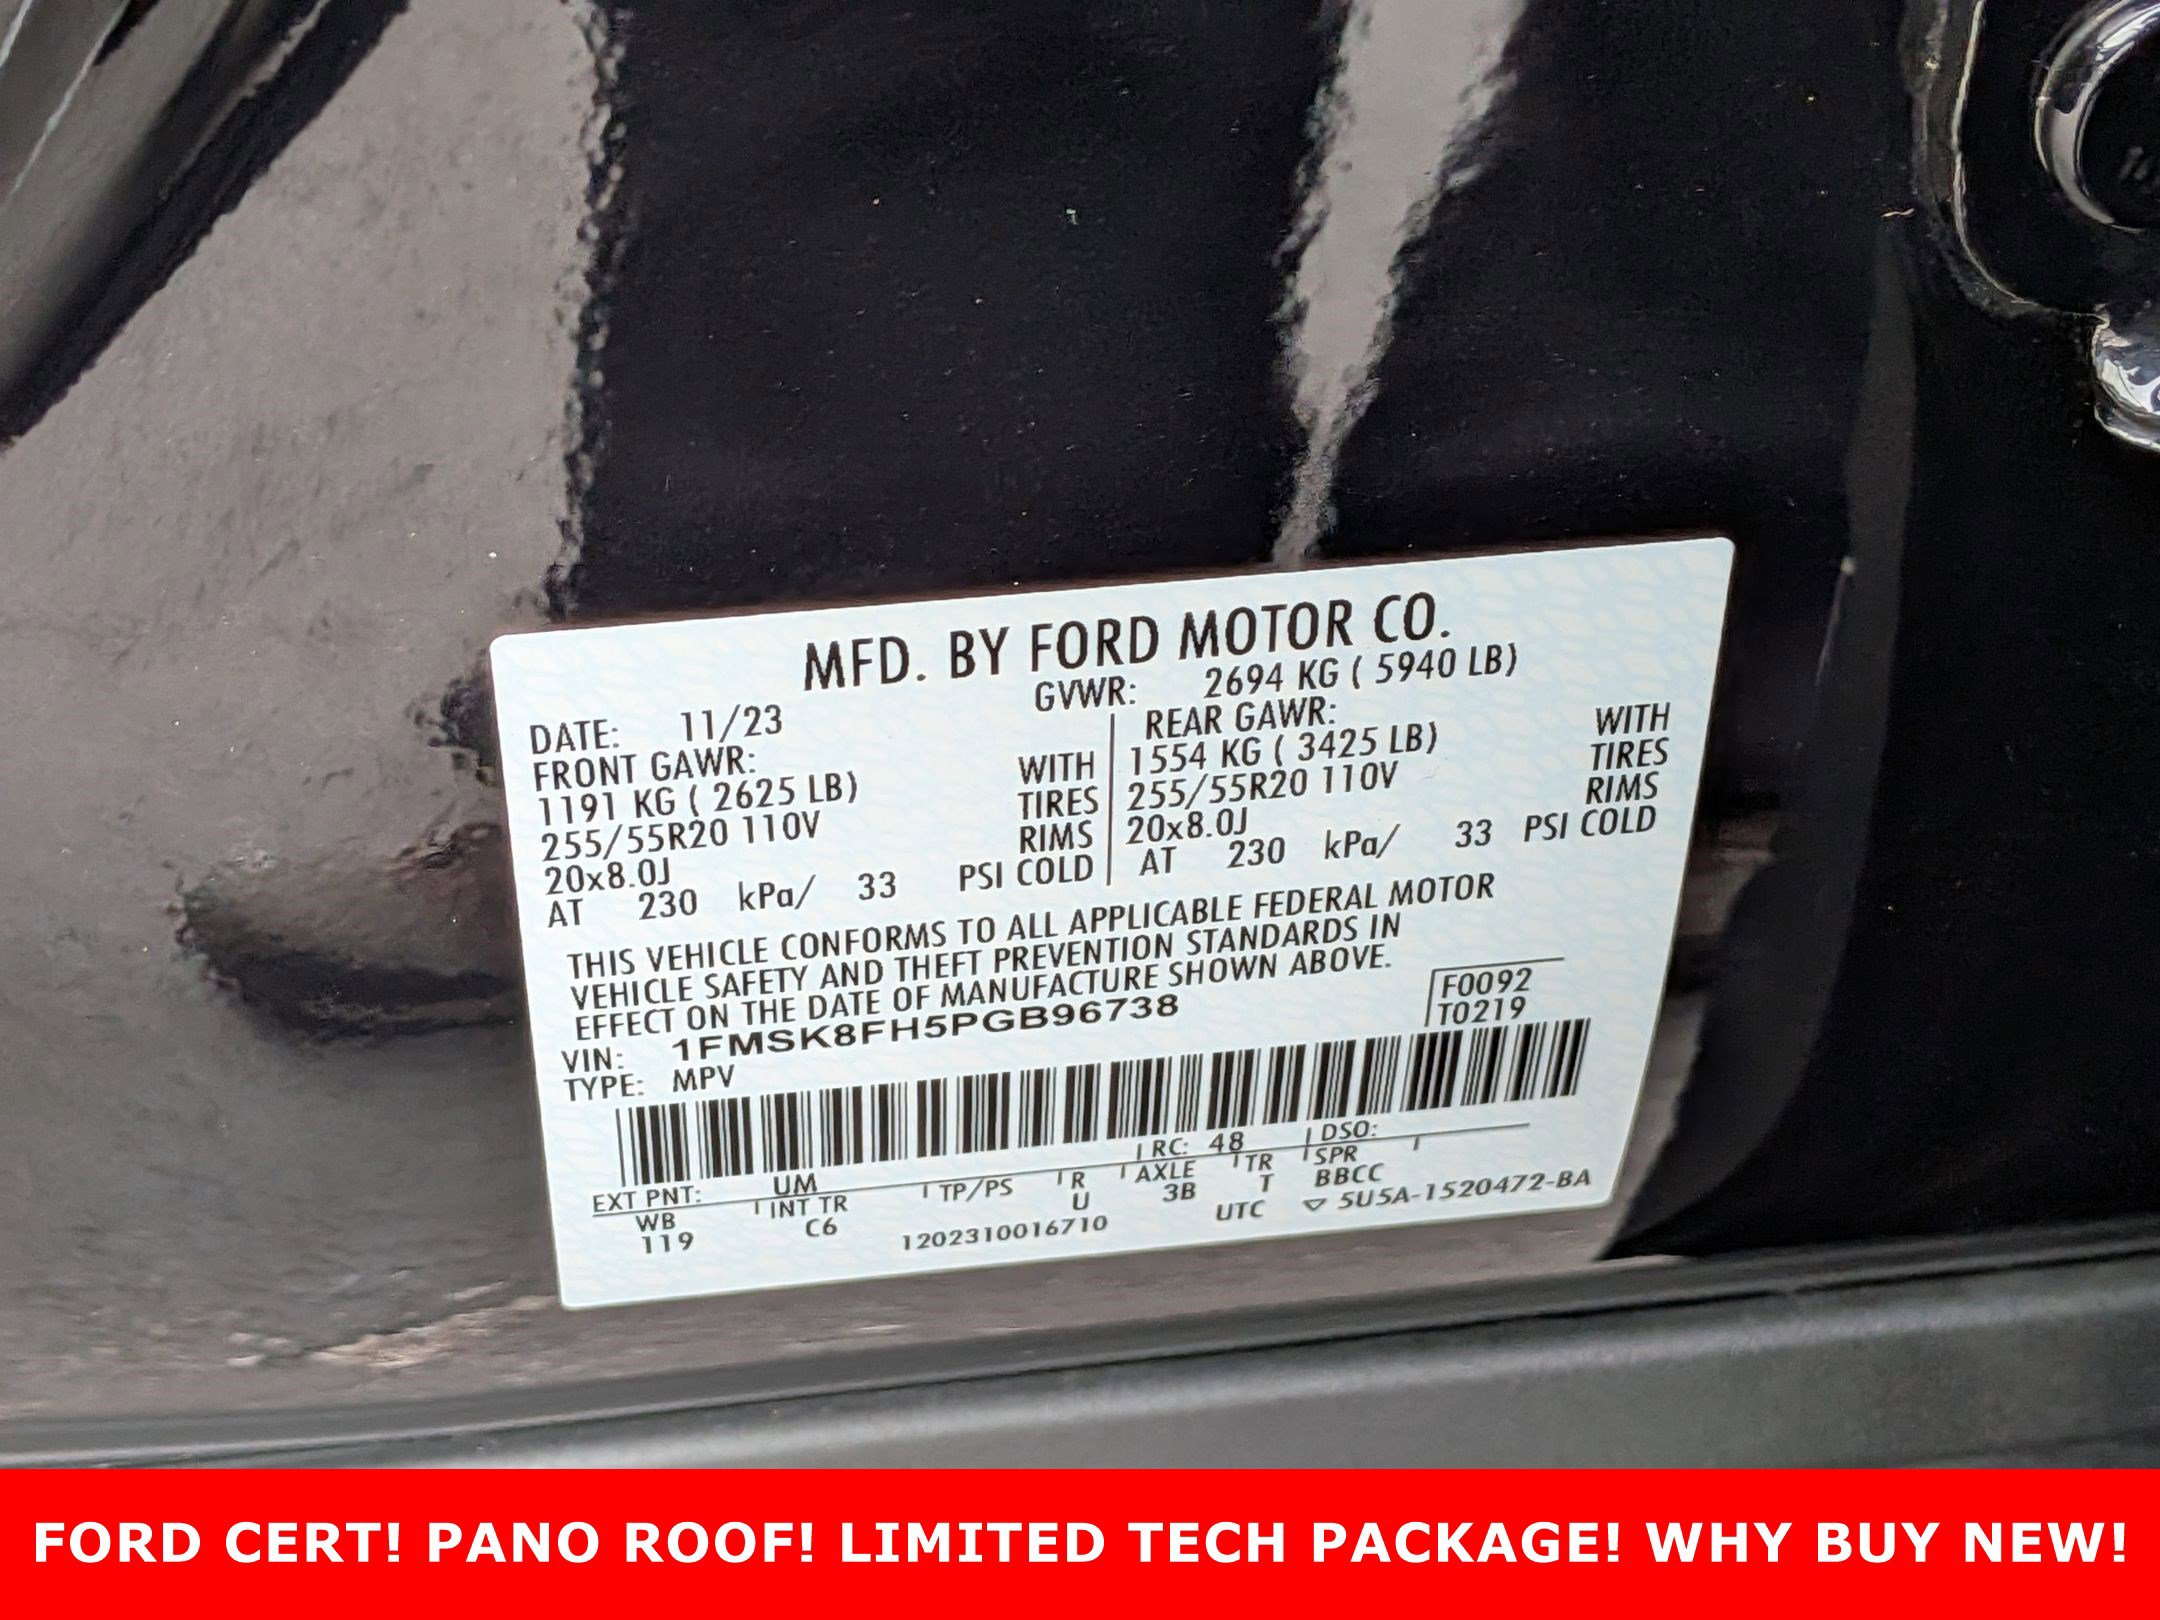 MFD. BY FORD MOTOR CO.
DATE: 11/23 GVWR: 2694 KG ( 5940 LB)
FRONT GAWR: REAR GAWR:
1191 KG ( 2625 LB) WITH 1554 KG ( 3425 LB) WITH
255/55R20 110V TIRES 255/55R20 110V TIRES
20x8.0J RIMS 20x8.0J RIMS
AT 230 kPa/ 33 PSI COLD AT 230 kPa/ 33 PSI COLD
THIS VEHICLE CONFORMS TO ALL APPLICABLE FEDERAL MOTOR
VEHICLE SAFETY AND THEFT PREVENTION STANDARDS IN
EFFECT ON THE DATE OF MANUFACTURE SHOWN ABOVE.
VIN: 1FMSK8FH5PGB96738 F0092
TYPE: MPV T0219
EXT PNT: UM RC: 48 DSO:
WB INT TR TP/PS R AXLE TR SPR
119 C6 U 3B T BBCC
1202310016710 UTC ▽ 5U5A-1520472-BA
FORD CERT! PANO ROOF! LIMITED TECH PACKAGE! WHY BUY NEW!